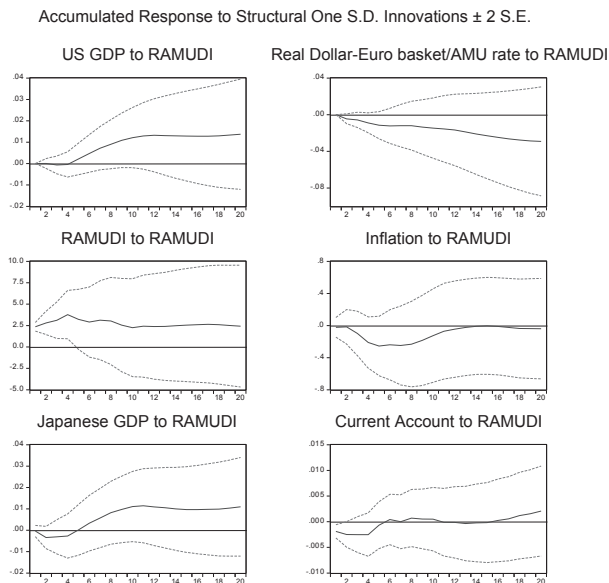 Accumulated Response to Structural One S.D. Innovations ± 2 S.E.
US GDP to RAMUDI
.04
.03
.02
.01
.00
-.01
-.02
2 4 6 8 10 12 14 16 18 20
Real Dollar-Euro basket/AMU rate to RAMUDI
.04
.00
-.04
-.08
2 4 6 8 10 12 14 16 18 20
RAMUDI to RAMUDI
10.0
7.5
5.0
2.5
0.0
-2.5
-5.0
2 4 6 8 10 12 14 16 18 20
Inflation to RAMUDI
.8
.4
.0
-.4
-.8
2 4 6 8 10 12 14 16 18 20
Japanese GDP to RAMUDI
.04
.03
.02
.01
.00
-.01
-.02
2 4 6 8 10 12 14 16 18 20
Current Account to RAMUDI
.015
.010
.005
.000
-.005
-.010
2 4 6 8 10 12 14 16 18 20